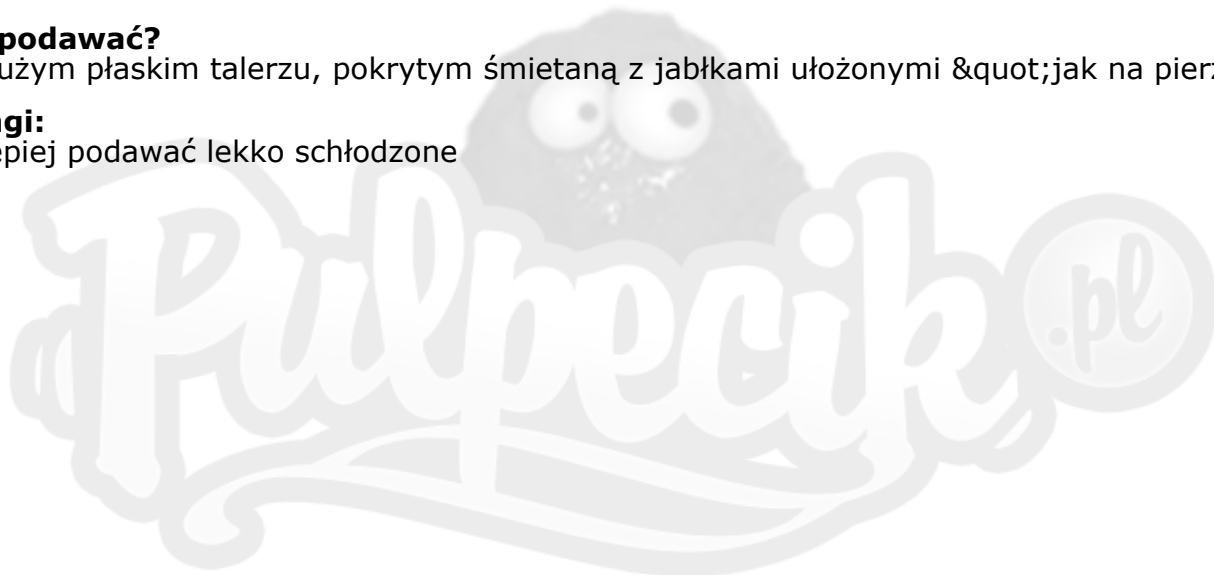 podawać?
użym płaskim talerzu, pokrytym śmietaną z jabłkami ułożonymi &quot;jak na pierz
gi:
epiej podawać lekko schłodzone
Pulpecik.pl